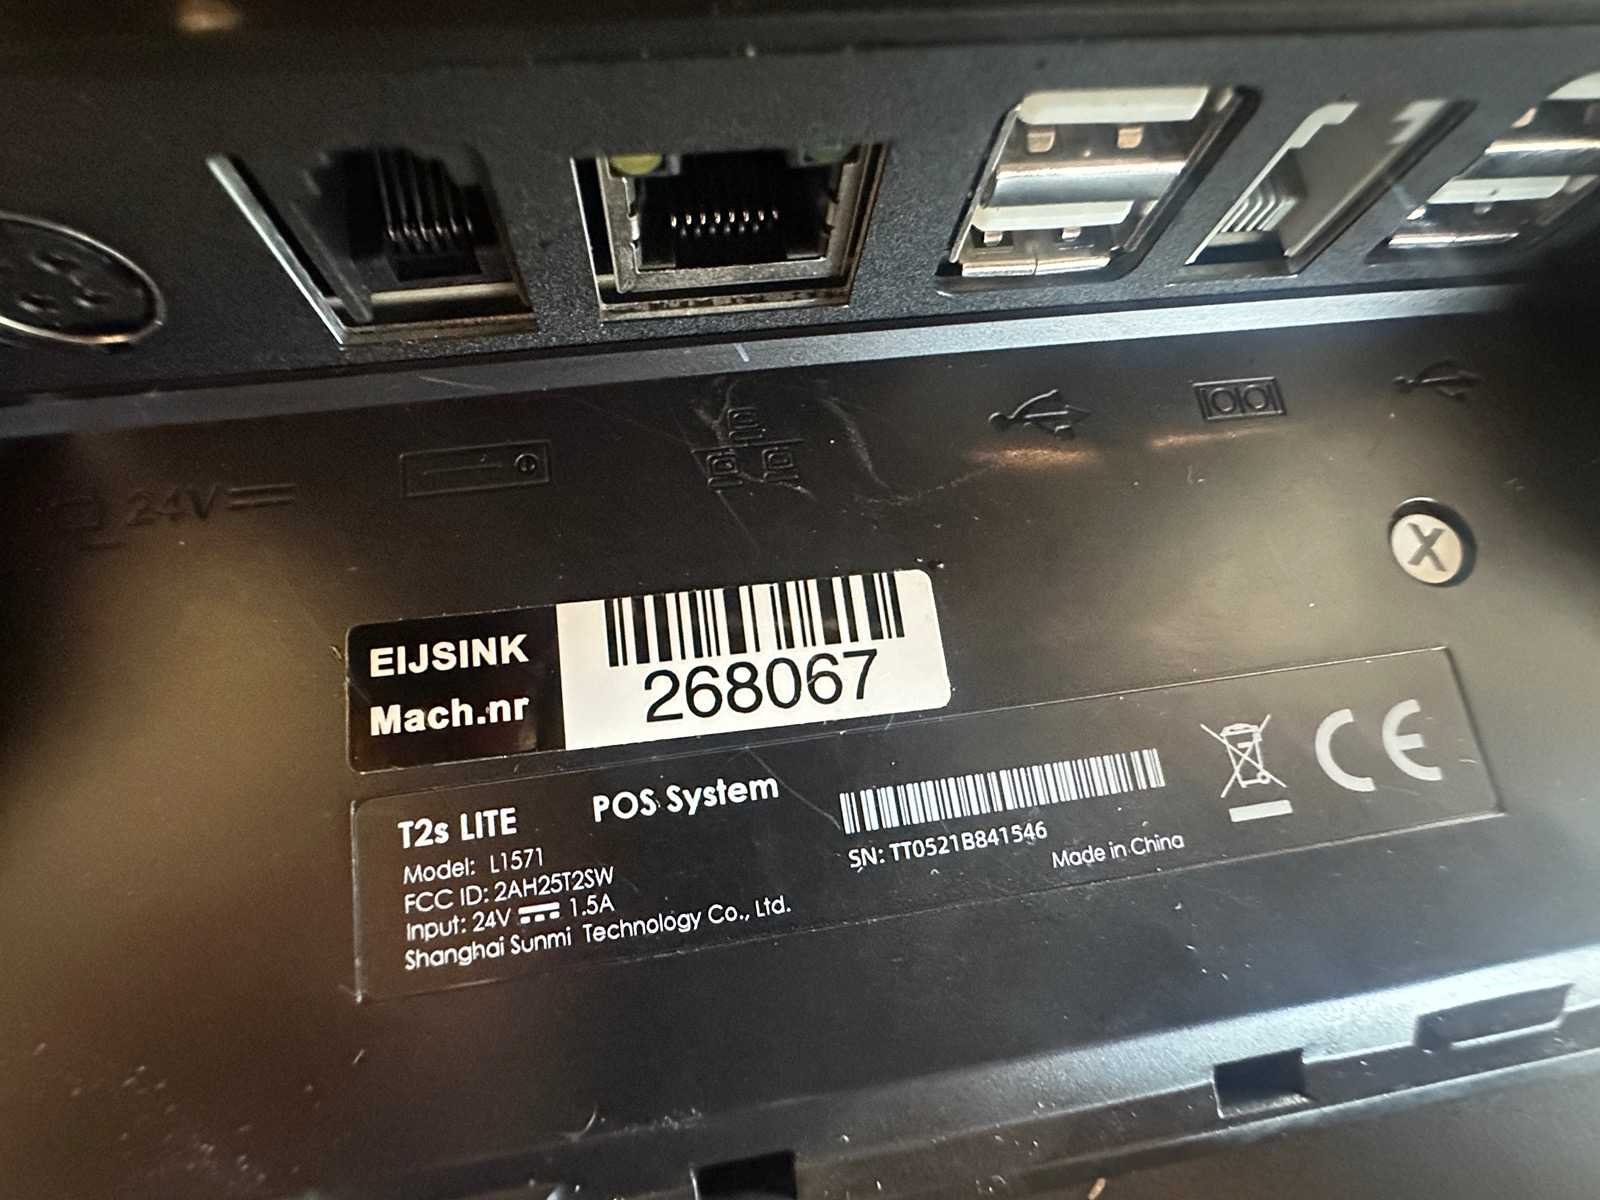 24V
EIJSINK
Mach.nr
268067
T2s LITE
POS System
Model: L1571
FCC ID: 2AH25T2SW
Input: 24V 1.5A
Shanghai Sunmi Technology Co., Ltd.
SN: TT0521B841546
Made in China
CE